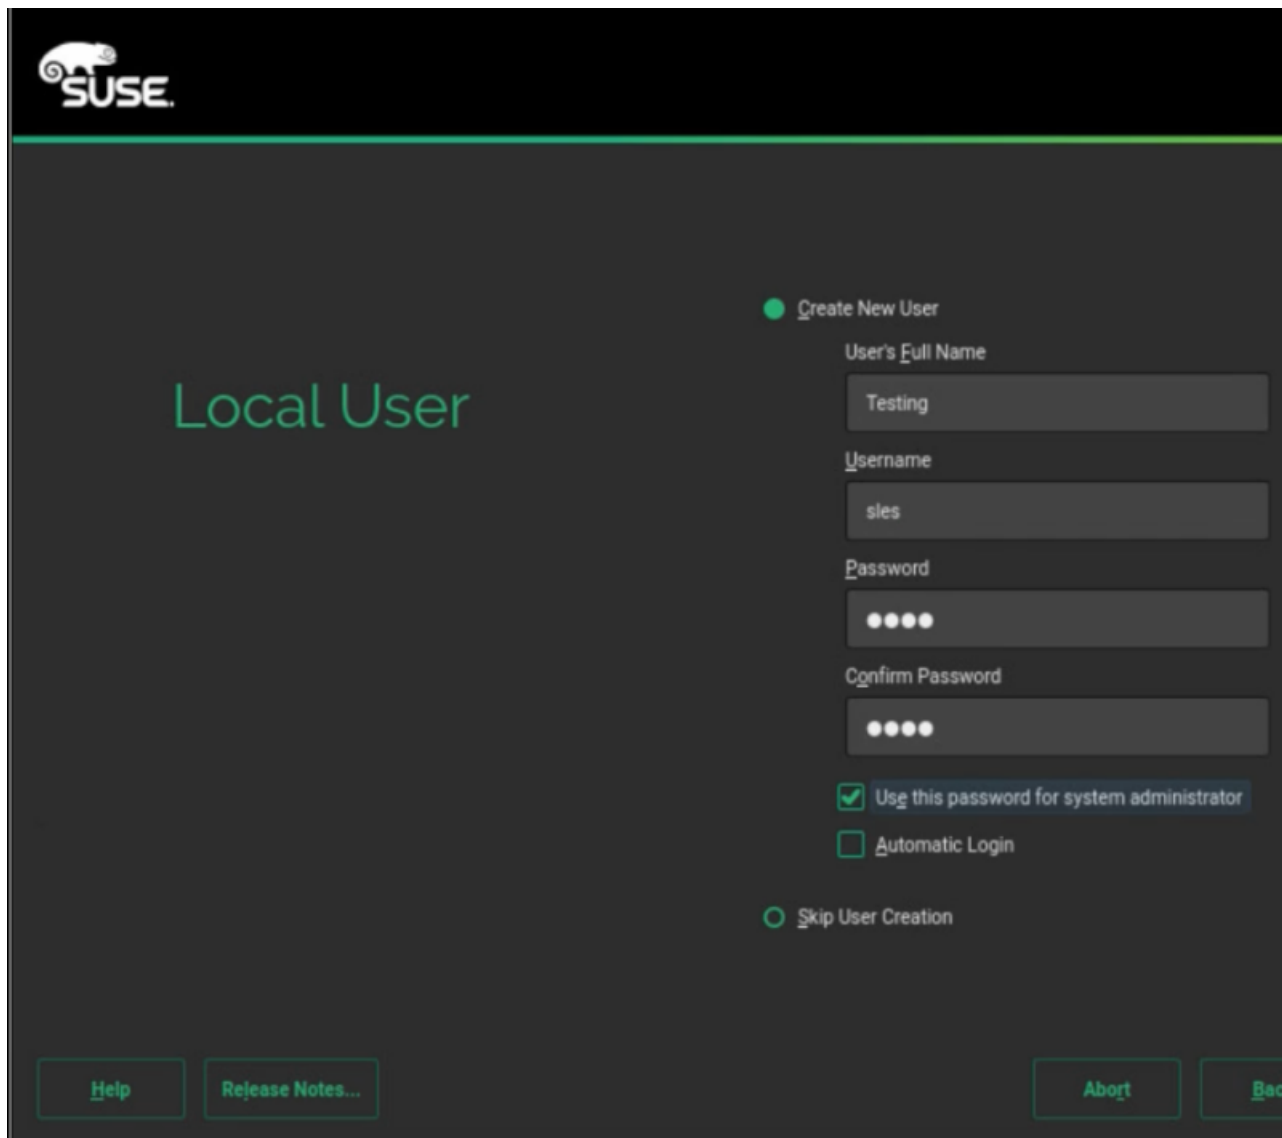 SUSE.
Local User
Create New User
User's Full Name
Testing
Username
sles
Password
●●●●
Confirm Password
●●●●
Use this password for system administrator
Automatic Login
Skip User Creation
Help
Release Notes...
Abort
Bac